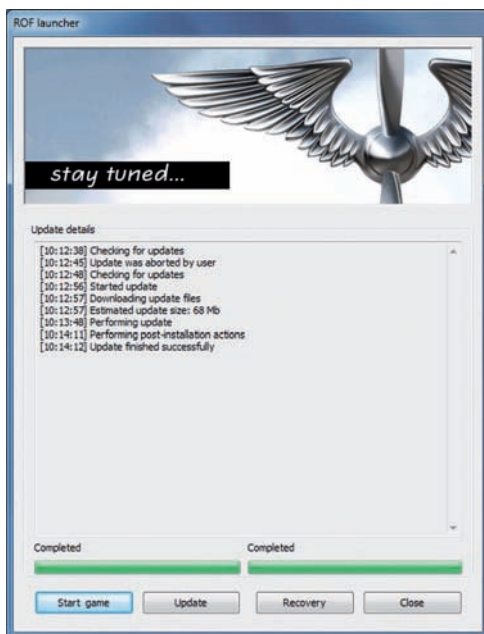 ROF launcher
stay tuned...
Update details
[10:12:38] Checking for updates
[10:12:45] Update was aborted by user
[10:12:48] Checking for updates
[10:12:56] Started update
[10:12:57] Downloading update files
[10:12:57] Estimated update size: 68 Mb
[10:13:48] Performing update
[10:14:11] Performing post-installation actions
[10:14:12] Update finished successfully
Completed
Completed
Start game
Update
Recovery
Close